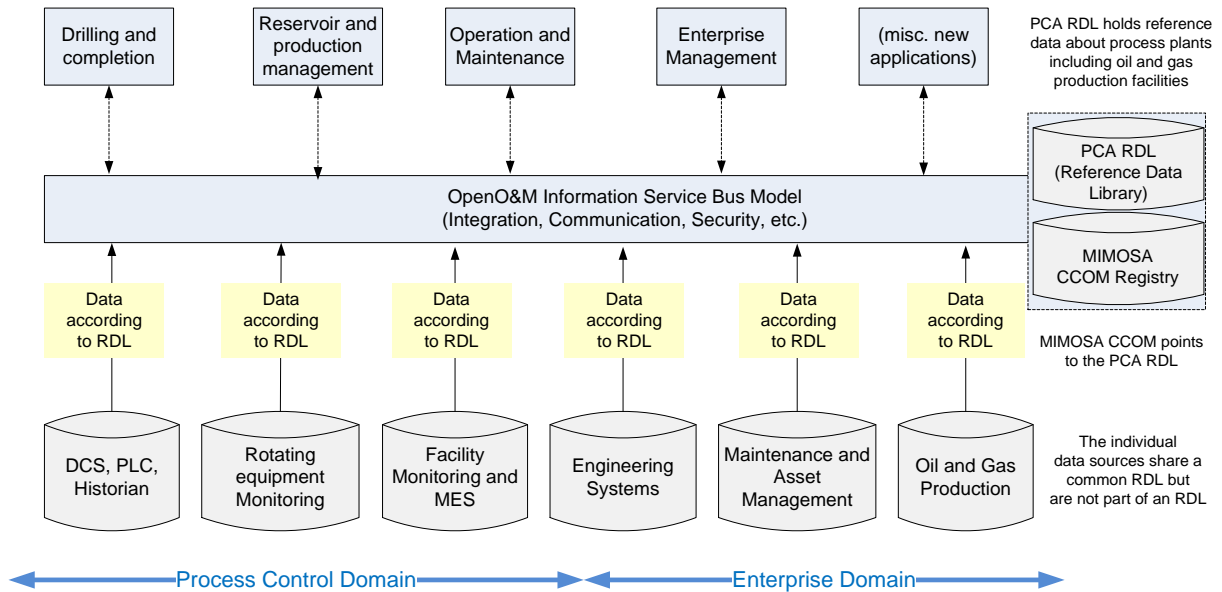 Drilling and
completion
Reservoir and
production
management
Operation and
Maintenance
Enterprise
Management
(misc. new
applications)
PCA RDL holds reference
data about process plants
including oil and gas
production facilities
PCA RDL
(Reference Data
Library)
OpenO&M Information Service Bus Model
(Integration, Communication, Security, etc.)
MIMOSA
CCOM Registry
Data
according
to RDL
Data
according
to RDL
Data
according
to RDL
Data
according
to RDL
Data
according
to RDL
Data
according
to RDL
MIMOSA CCOM points
to the PCA RDL
DCS, PLC,
Historian
Rotating
equipment
Monitoring
Facility
Monitoring and
MES
Engineering
Systems
Maintenance and
Asset
Management
Oil and Gas
Production
The individual
data sources share a
common RDL but
are not part of an RDL
Process Control Domain
Enterprise Domain